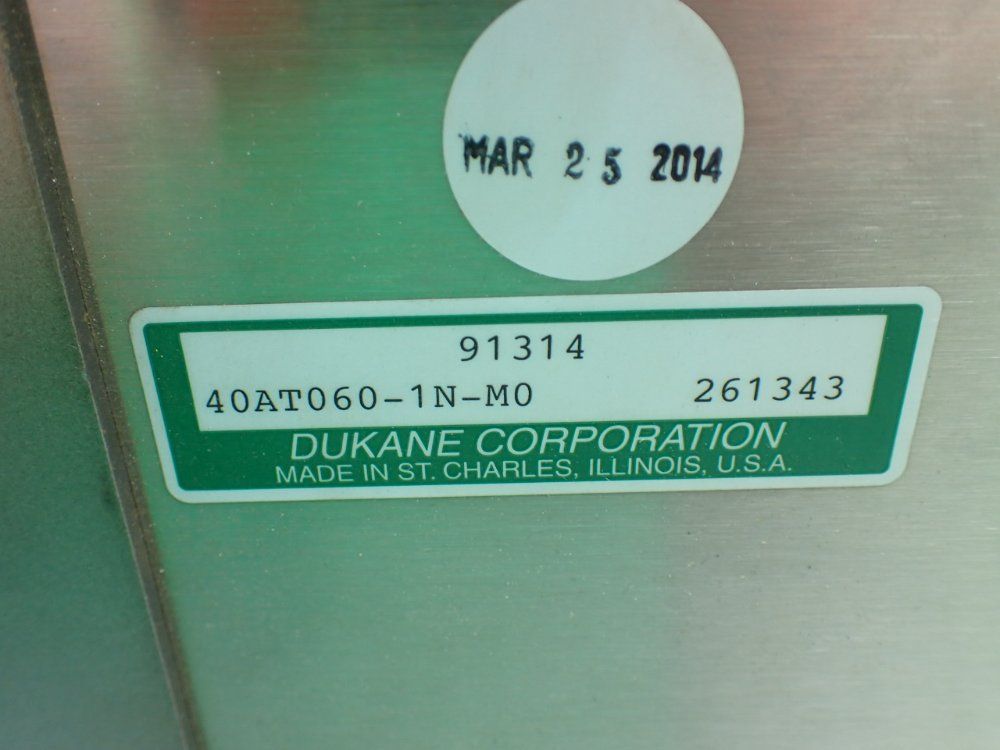 MAR 25 2014
91314
40AT060-1N-M0 261343
DUKANE CORPORATION
MADE IN ST. CHARLES, ILLINOIS, U.S.A.